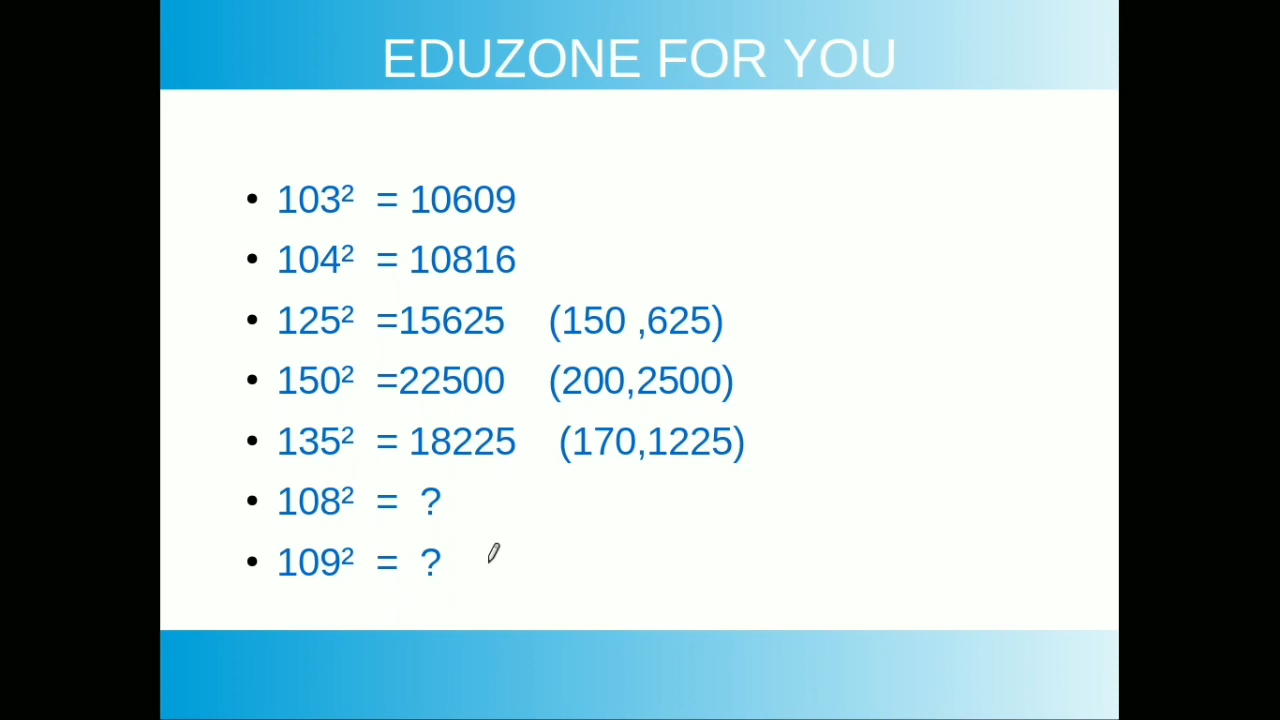 EDUZONE FOR YOU
• 103² = 10609
• 104² = 10816
• 125² =15625 (150 ,625)
• 150² =22500 (200,2500)
• 135² = 18225 (170,1225)
• 108² = ?
• 109² = ?